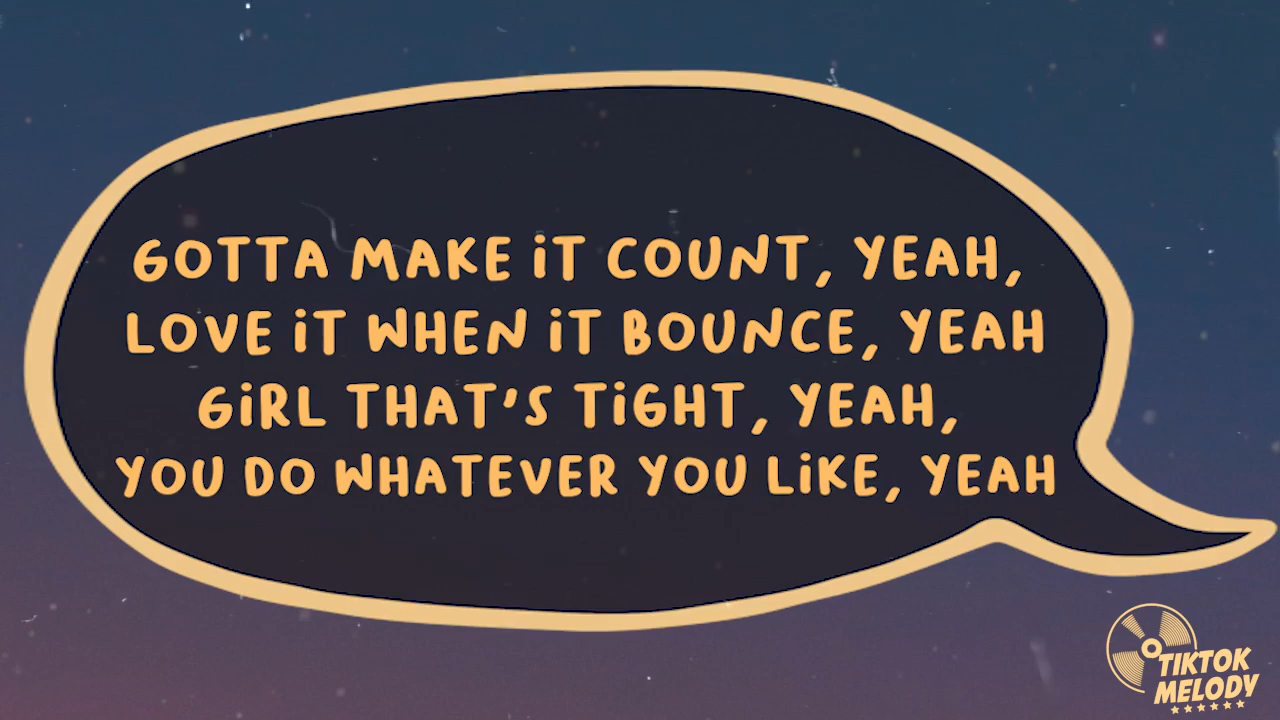 GOTTA MAKE iT COUNT, YEAH,
LOVE iT WHEN iT BOUNCE, YEAH
GiRL THAT'S TiGHT, YEAH,
YOU DO WHATEVER YOU LiKE, YEAH
TIKTOK
MELODY